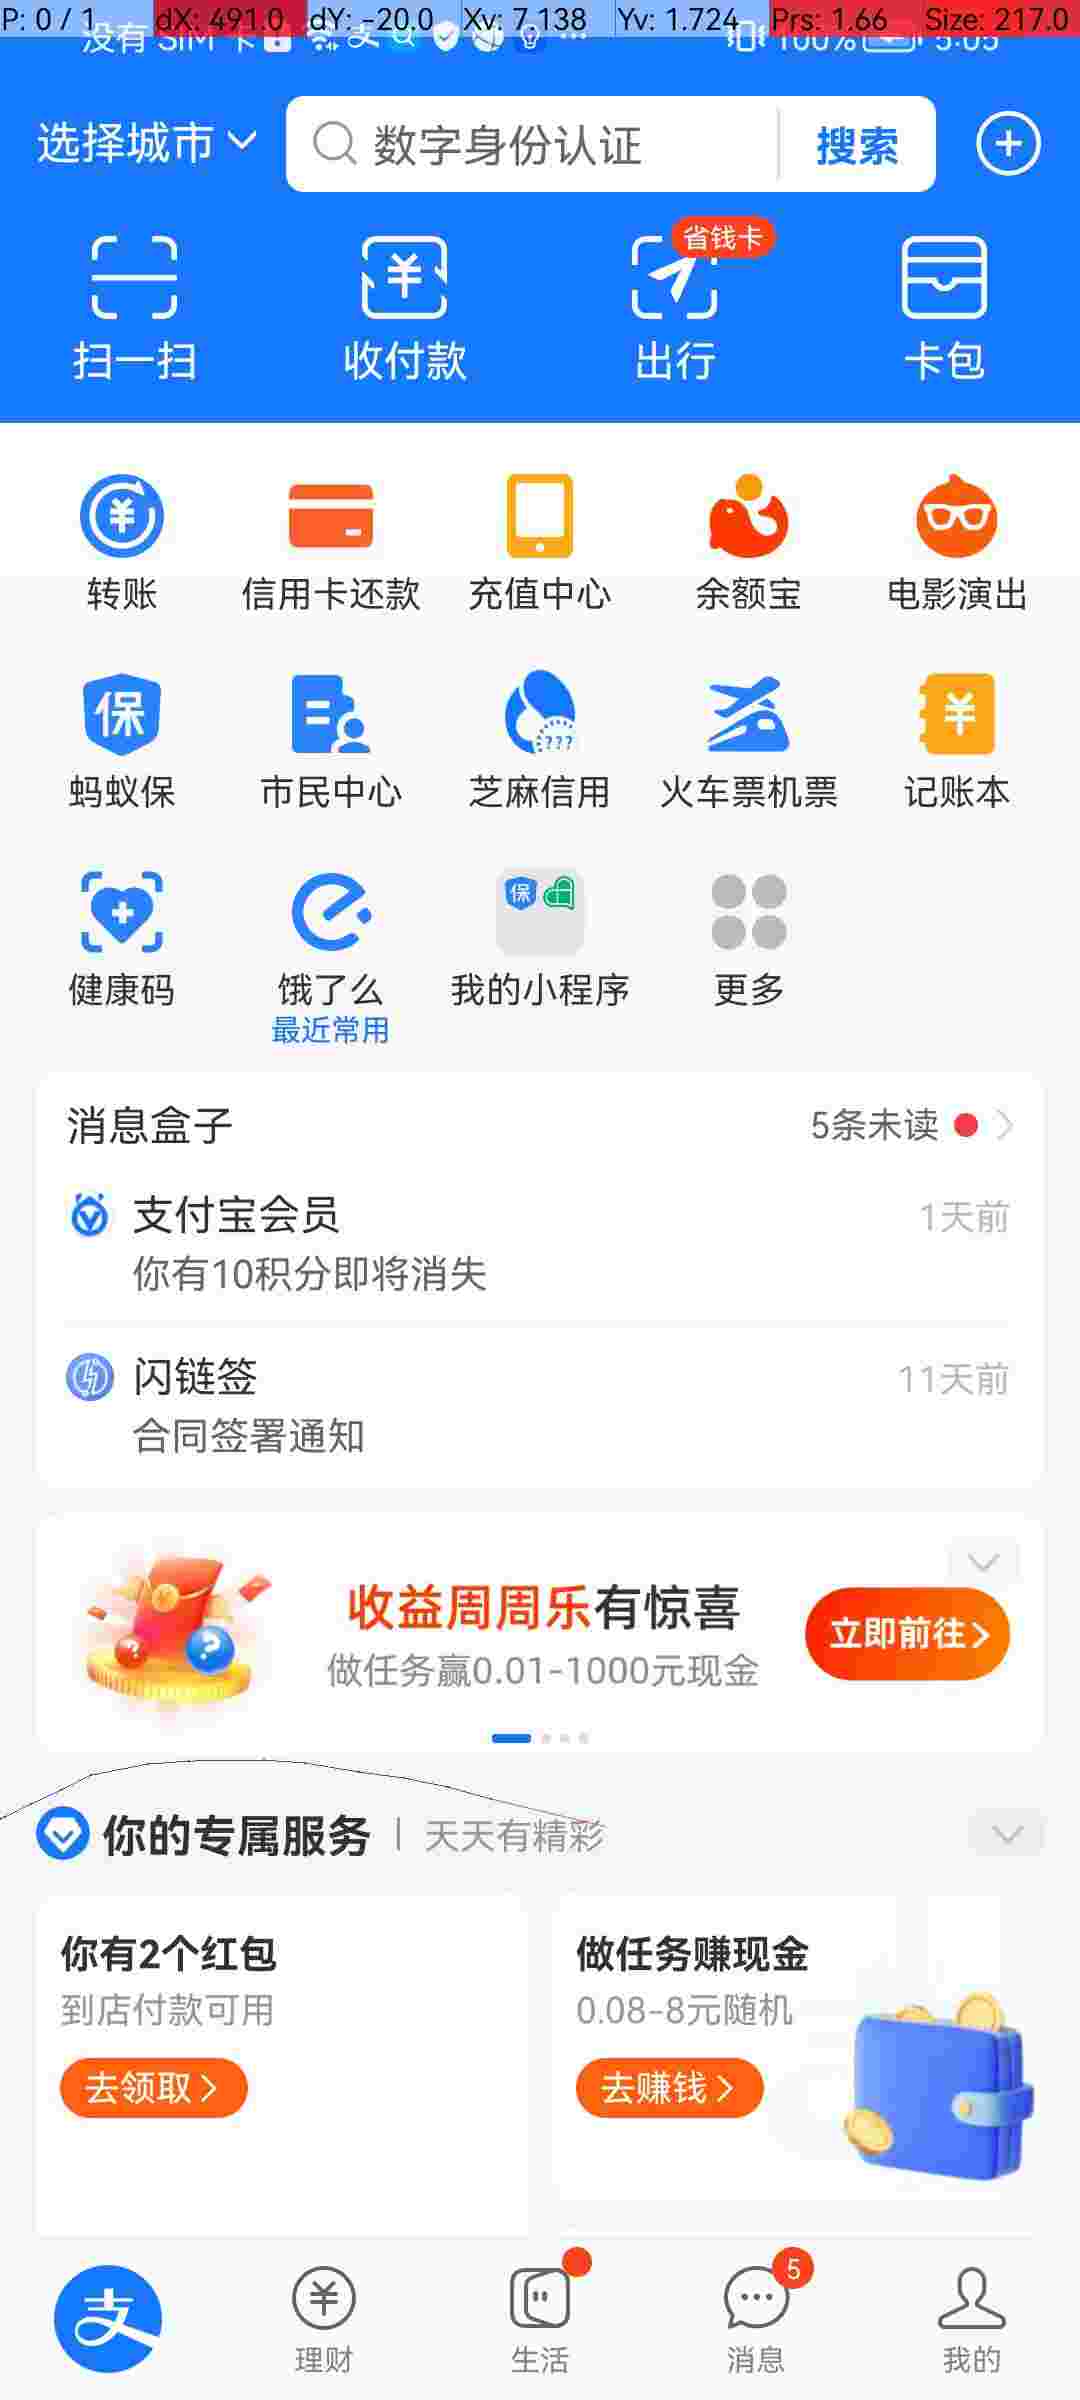 P: 0 / 1 dX: 491.0 dY: -20.0 Xv: 7.138 Yv: 1.724 Prs: 1.66 Size: 217.0
没有 SIM 卡 100% 5:05
选择城市 数字身份认证 搜索
省钱卡
扫一扫 收付款 出行 卡包
转账 信用卡还款 充值中心 余额宝 电影演出
保 ???
蚂蚁保 市民中心 芝麻信用 火车票机票 记账本
保
健康码 饿了么 我的小程序 更多
最近常用
消息盒子 5条未读
支付宝会员 1天前
你有10积分即将消失
闪链签 11天前
合同签署通知
收益周周乐有惊喜
立即前往
做任务赢0.01-1000元现金
你的专属服务 天天有精彩
你有2个红包 做任务赚现金
到店付款可用 0.08-8元随机
去领取 去赚钱
5
支
理财 生活 消息 我的